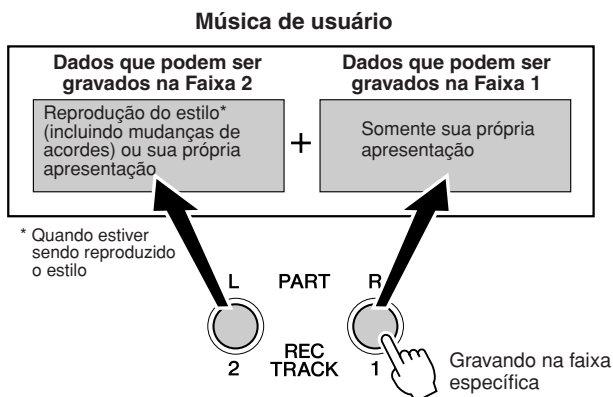 Música de usuário
Dados que podem ser
gravados na Faixa 2
Dados que podem ser
gravados na Faixa 1
Reprodução do estilo*
(incluindo mudanças de
acordes) ou sua própria
apresentação
+
Somente sua própria
apresentação
* Quando estiver
sendo reproduzido
o estilo
L PART R
REC
2 TRACK 1
Gravando na faixa
específica